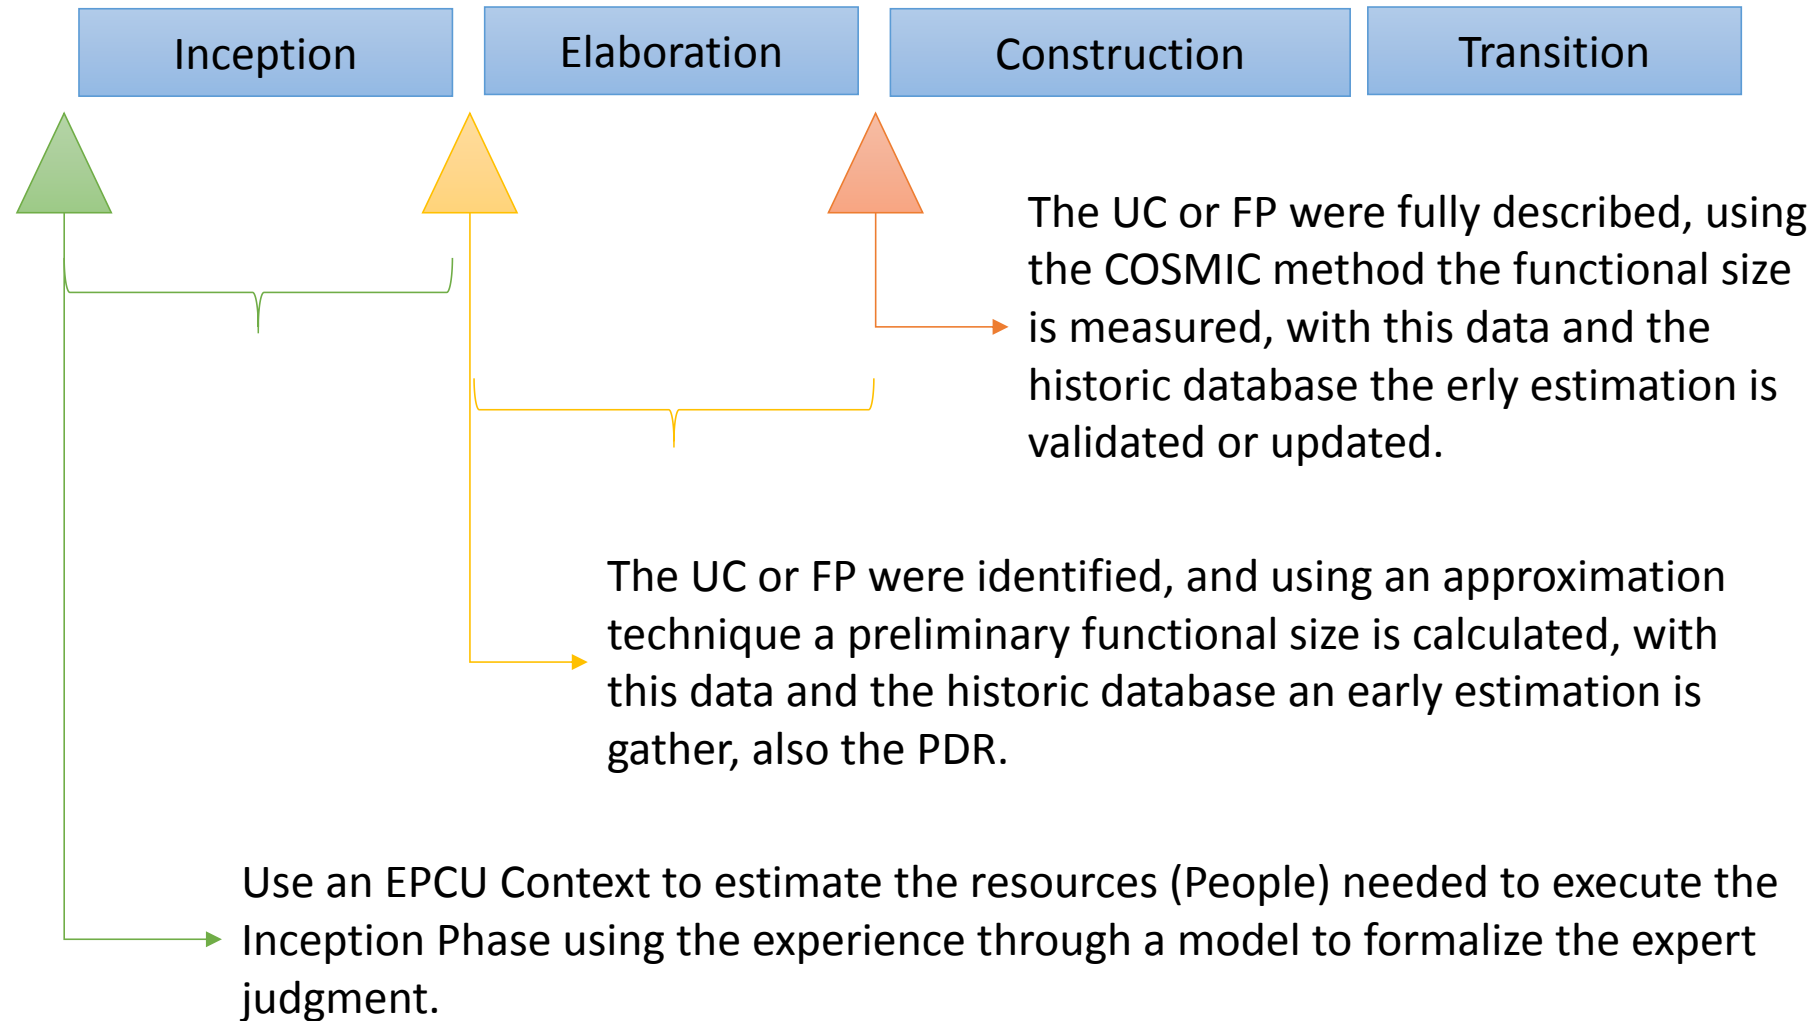 Inception
Elaboration
Construction
Transition
The UC or FP were fully described, using
the COSMIC method the functional size
is measured, with this data and the
historic database the erly estimation is
validated or updated.
The UC or FP were identified, and using an approximation
technique a preliminary functional size is calculated, with
this data and the historic database an early estimation is
gather, also the PDR.
Use an EPCU Context to estimate the resources (People) needed to execute the
Inception Phase using the experience through a model to formalize the expert
judgment.